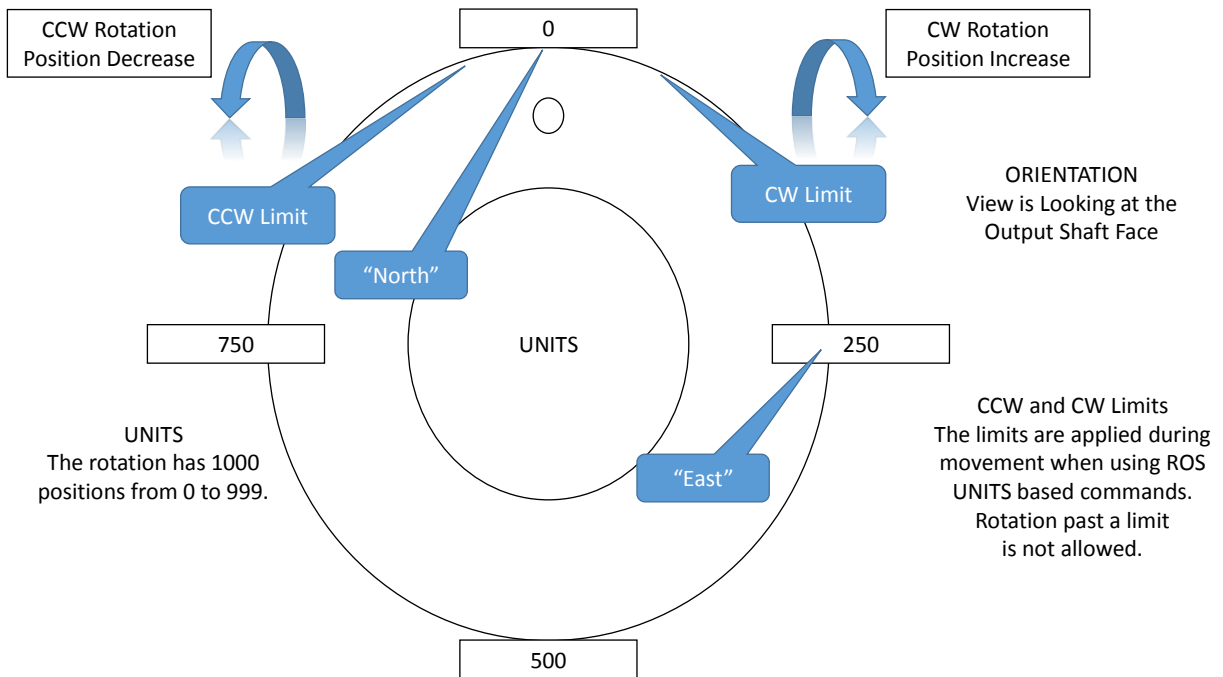 CCW Rotation
Position Decrease
0
CW Rotation
Position Increase
CCW Limit
CW Limit
ORIENTATION
View is Looking at the
Output Shaft Face
“North”
750
UNITS
250
UNITS
The rotation has 1000
positions from 0 to 999.
“East”
CCW and CW Limits
The limits are applied during
movement when using ROS
UNITS based commands.
Rotation past a limit
is not allowed.
500